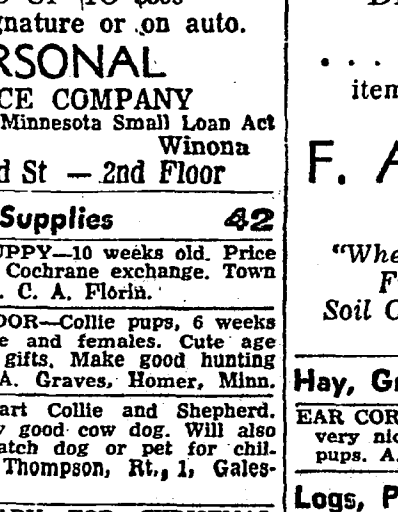 gnature or on auto.
RSONAL
CE COMPANY
Minnesota Small Loan Act
Winona
d St — 2nd Floor
Supplies 42
UPPY—10 weeks old. Price
Cochrane exchange. Town
. C. A. Florin.
OOR—Collie pups, 6 weeks
e and females. Cute age
gifts. Make good hunting
A. Graves, Homer, Minn.
art Collie and Shepherd.
y good cow dog. Will also
atch dog or pet for chil-
Thompson, Rt., 1, Gales-
. . .
item
F. A
"Whe
F
Soil C
Hay, Gr
EAR COR
very nic
pups. A.
Logs, P